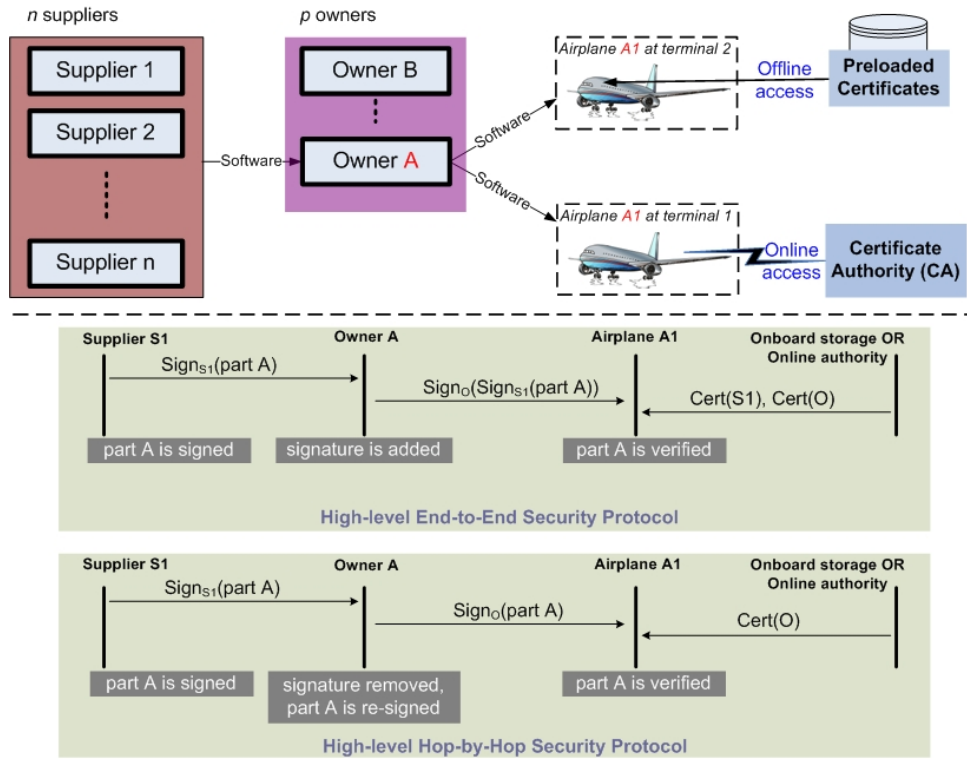 n suppliers
p owners
Supplier 1
Supplier 2
Supplier n
Software
Owner B
Owner A
Software
Software
Airplane A1 at terminal 2
Offline
access
Preloaded
Certificates
Airplane A1 at terminal 1
Online
access
Certificate
Authority (CA)
Supplier S1
Owner A
Airplane A1
Onboard storage OR
Online authority
SignS1(part A)
SignO(SignS1(part A))
Cert(S1), Cert(O)
part A is signed
signature is added
part A is verified
High-level End-to-End Security Protocol
Supplier S1
Owner A
Airplane A1
Onboard storage OR
Online authority
SignS1(part A)
SignO(part A)
Cert(O)
part A is signed
signature removed,
part A is re-signed
part A is verified
High-level Hop-by-Hop Security Protocol